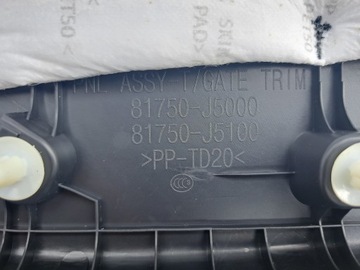 PNL ASSY T/GATE TRIM
81750-J5000
81750-J5100
>PP-TD20<